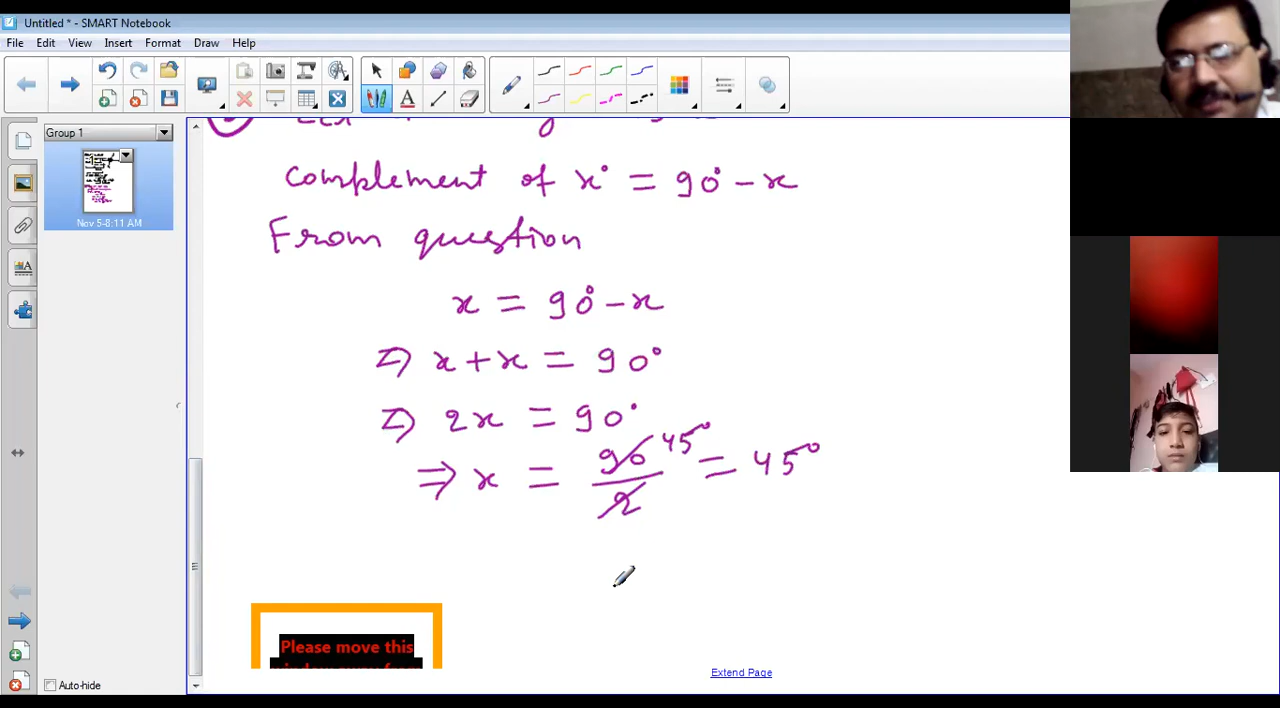 Untitled * - SMART Notebook
File Edit View Insert Format Draw Help
Group 1
Nov 5-8:11 AM
complement of x° = 90° - x
From question
x = 90° - x
⇒ x + x = 90°
⇒ 2x = 90°
⇒ x = 90/2 45° = 45°
Please move this
Extend Page
Auto-hide